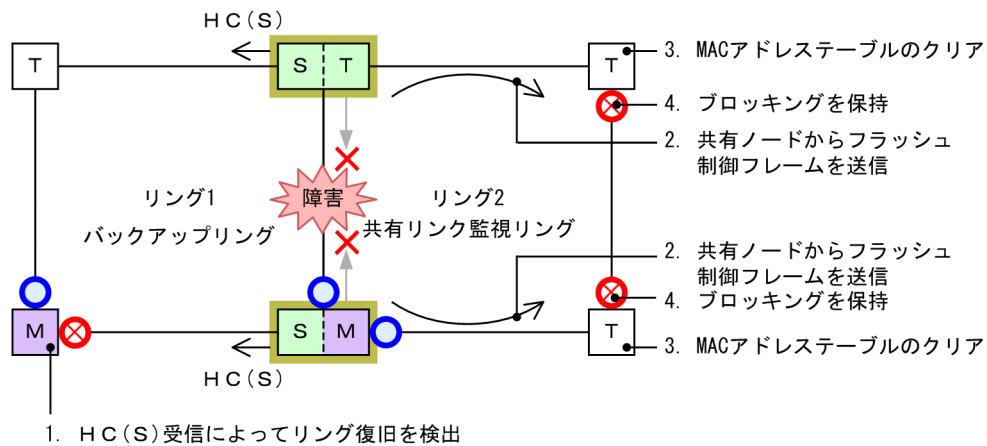 ＨＣ(Ｓ)
T
S
T
T
3. MACアドレステーブルのクリア
4. ブロッキングを保持
2. 共有ノードからフラッシュ
制御フレームを送信
リング1
バックアップリング
障害
リング2
共有リンク監視リング
2. 共有ノードからフラッシュ
制御フレームを送信
4. ブロッキングを保持
M
S
M
T
3. MACアドレステーブルのクリア
ＨＣ(Ｓ)
1. ＨＣ(Ｓ)受信によってリング復旧を検出